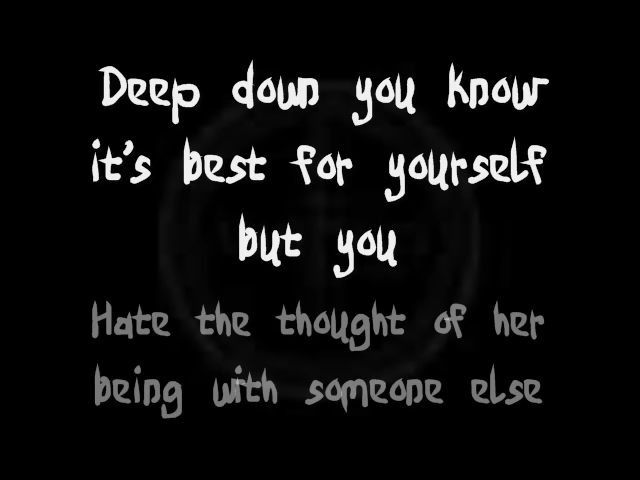 Deep down you know
it's best for yourself
but you
Hate the thought of her
being with someone else